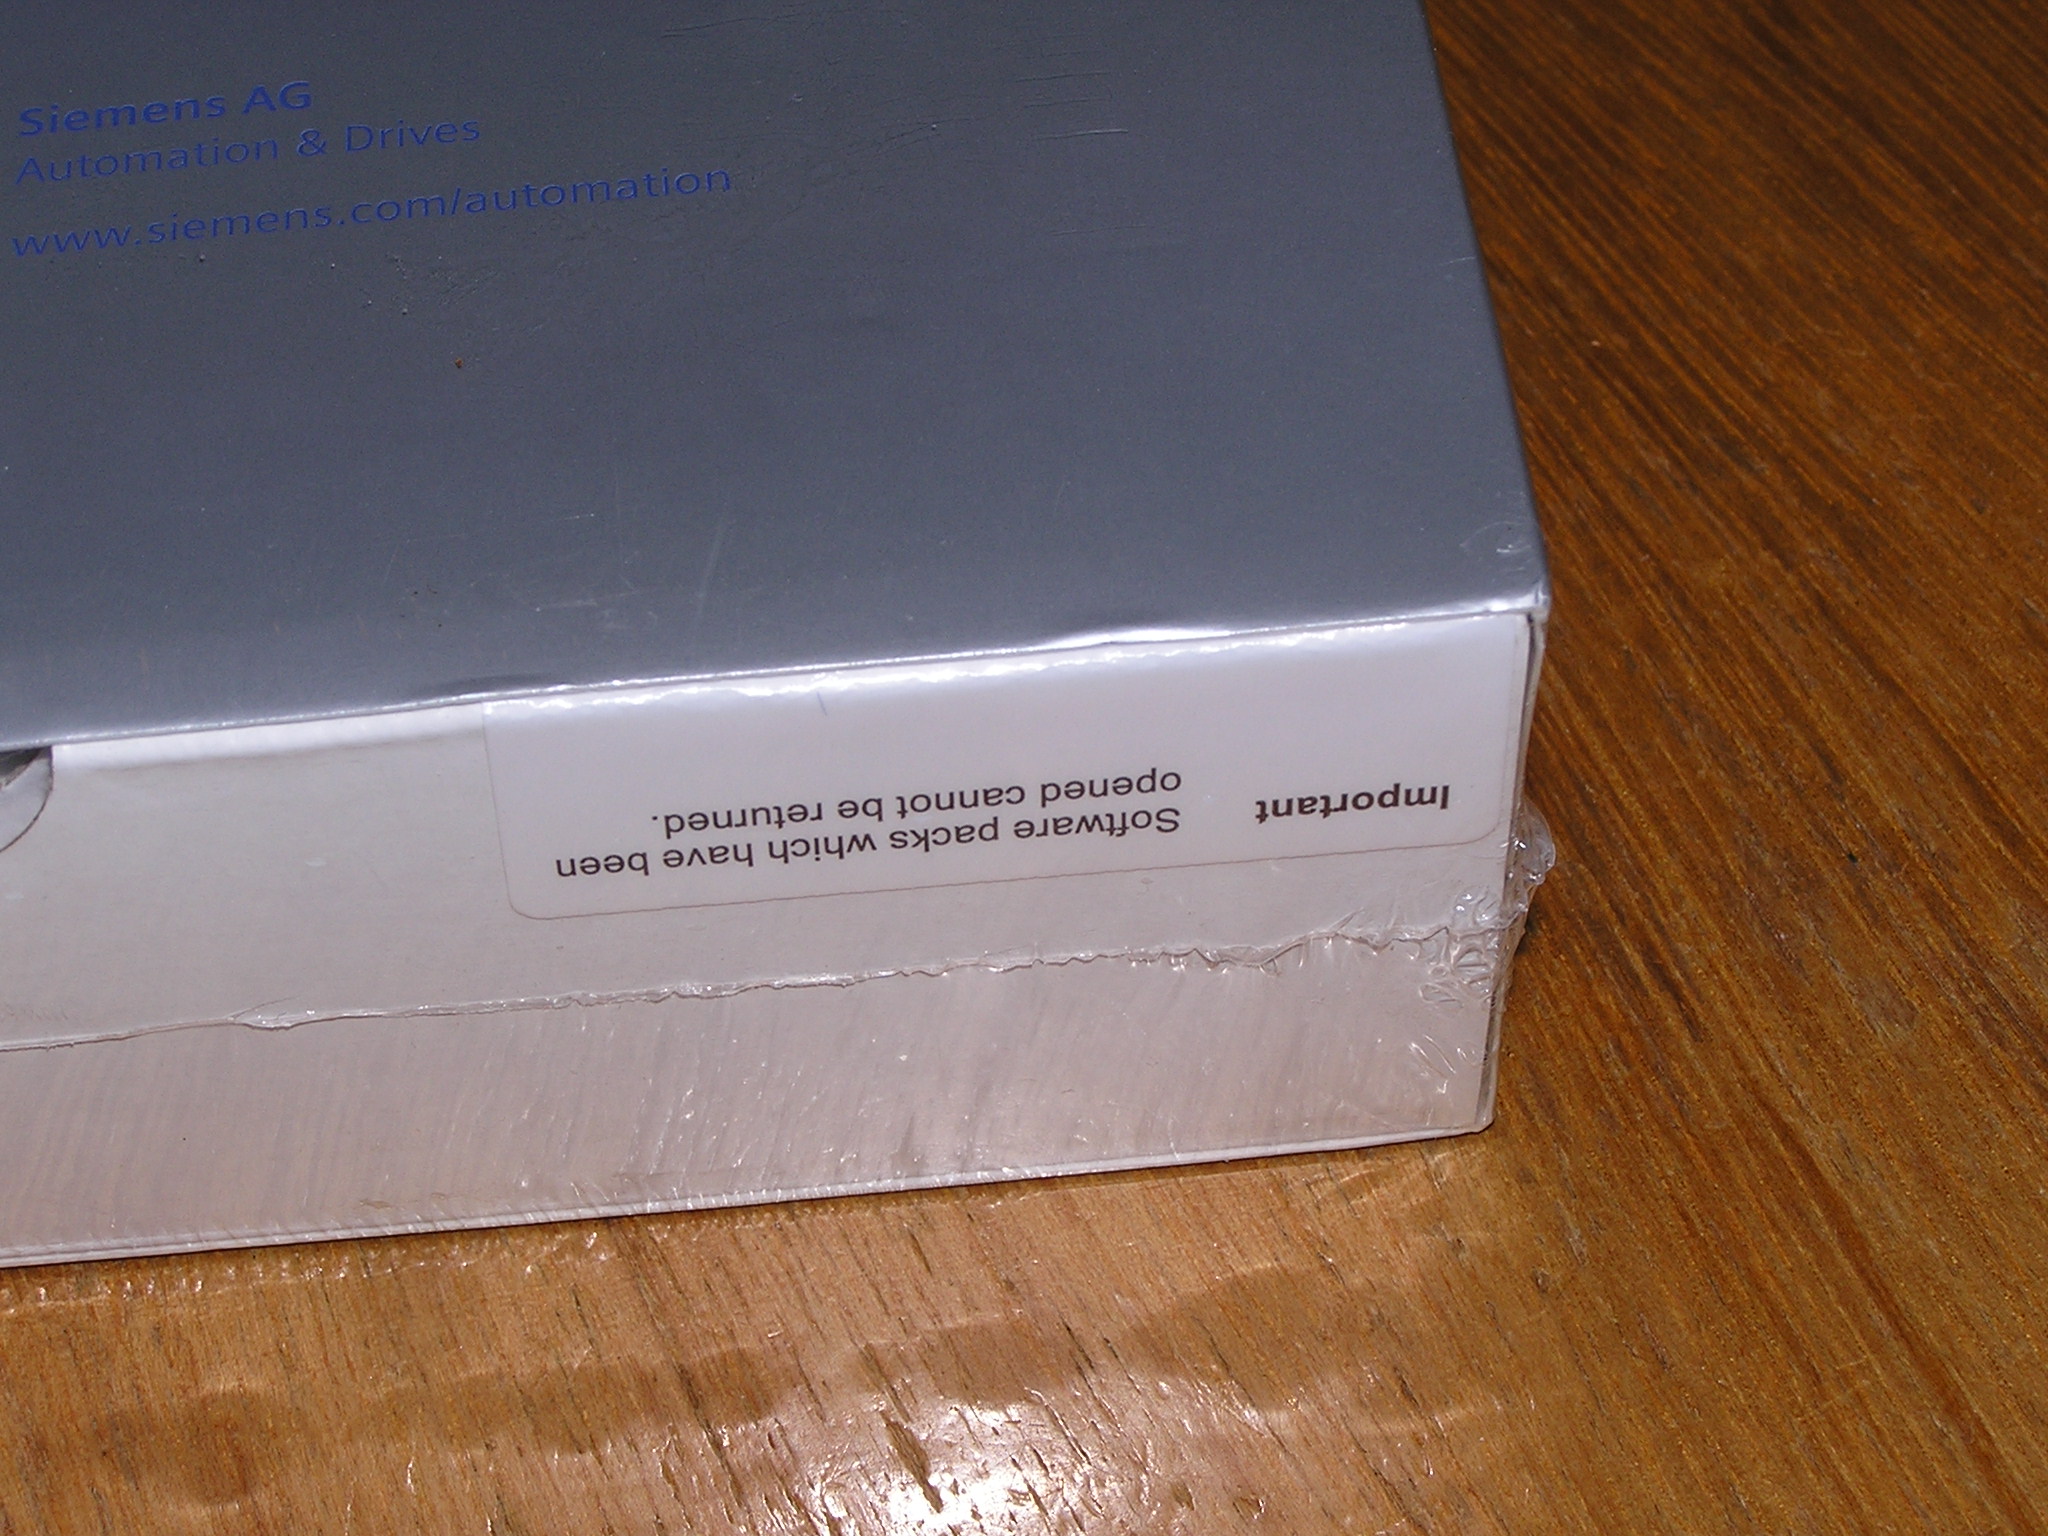 Siemens AG
Automation & Drives
www.siemens.com/automation
Important
Software packs which have been
opened cannot be returned.